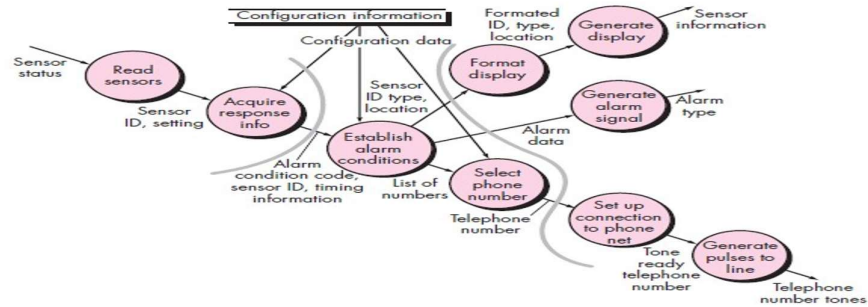 Configuration information
Configuration data
Sensor
status
Read
sensors
Sensor
ID, setting
Acquire
response
info
Alarm
condition code,
sensor ID, timing
information
Establish
alarm
conditions
Sensor
ID type,
location
Format
display
Formated
ID, type,
location
Generate
display
Sensor
information
Alarm
data
Generate
alarm
signal
Alarm
type
List of
numbers
Select
phone
number
Telephone
number
Set up
connection
to phone
net
Tone
ready
telephone
number
Generate
pulses to
line
Telephone
number tones